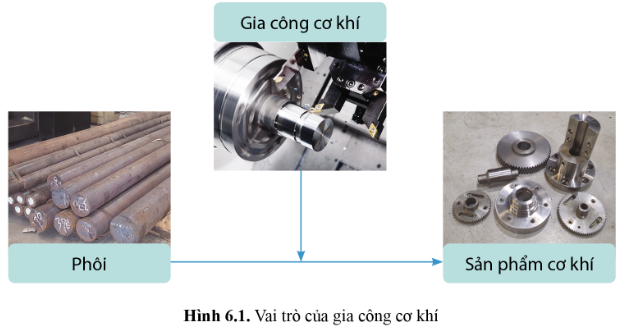 Gia công cơ khí
Phôi
Sản phẩm cơ khí
Hình 6.1. Vai trò của gia công cơ khí